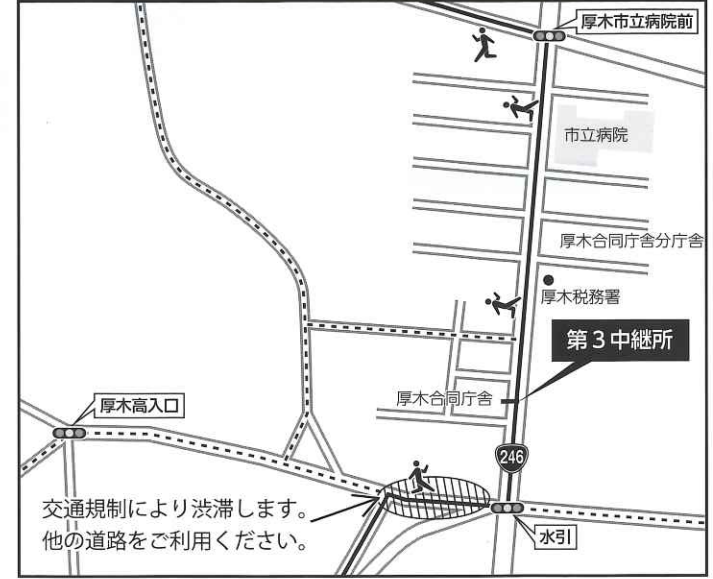 厚木市立病院前
市立病院
厚木合同庁舎分庁舎
厚木税務署
第3中継所
厚木合同庁舎
厚木高入口
246
交通規制により渋滞します。
他の道路をご利用ください。
水引